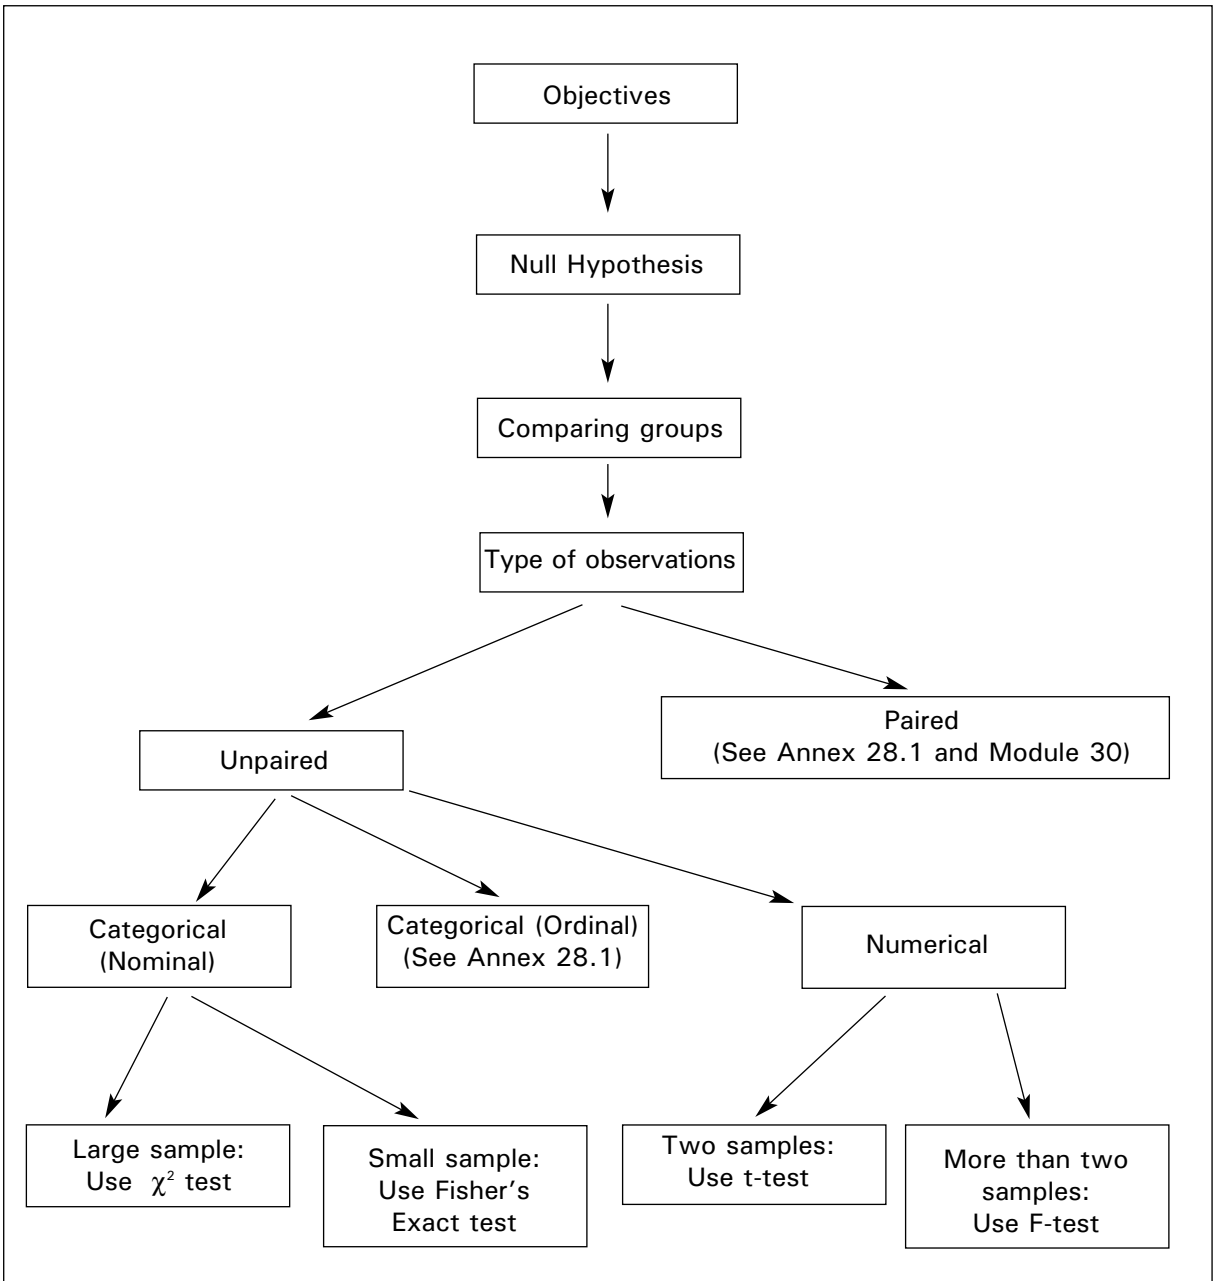 Objectives
Null Hypothesis
Comparing groups
Type of observations
Paired
(See Annex 28.1 and Module 30)
Unpaired
Categorical
(Nominal)
Categorical (Ordinal)
(See Annex 28.1)
Numerical
Large sample:
Use χ² test
Small sample:
Use Fisher's
Exact test
Two samples:
Use t-test
More than two
samples:
Use F-test